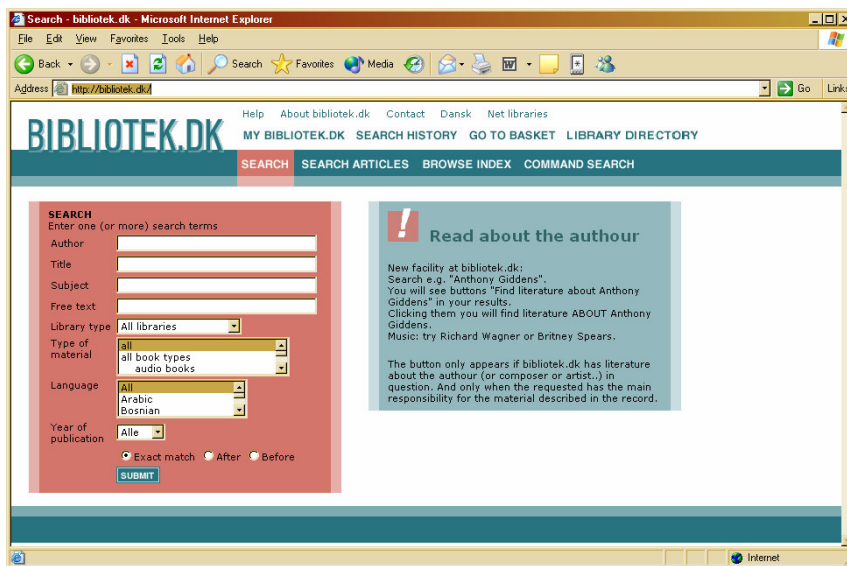 Search - bibliotek.dk - Microsoft Internet Explorer
File Edit View Favorites Tools Help
Back Search Favorites Media
Address http://bibliotek.dk/ Go Links
BIBLIOTEK.DK
Help About bibliotek.dk Contact Dansk Net libraries
MY BIBLIOTEK.DK SEARCH HISTORY GO TO BASKET LIBRARY DIRECTORY
SEARCH SEARCH ARTICLES BROWSE INDEX COMMAND SEARCH
SEARCH
Enter one (or more) search terms
Author
Title
Subject
Free text
Library type All libraries
Type of
material
all
all book types
audio books
Language
All
Arabic
Bosnian
Year of
publication
Alle
Exact match After Before
SUBMIT
! Read about the authour
New facility at bibliotek.dk:
Search e.g. "Anthony Giddens".
You will see buttons "Find literature about Anthony
Giddens" in your results.
Clicking them you will find literature ABOUT Anthony
Giddens.
Music: try Richard Wagner or Britney Spears.
The button only appears if bibliotek.dk has literature
about the author (or composer or artist..) in
question. And only when the requested has the main
responsibility for the material described in the record.
Internet